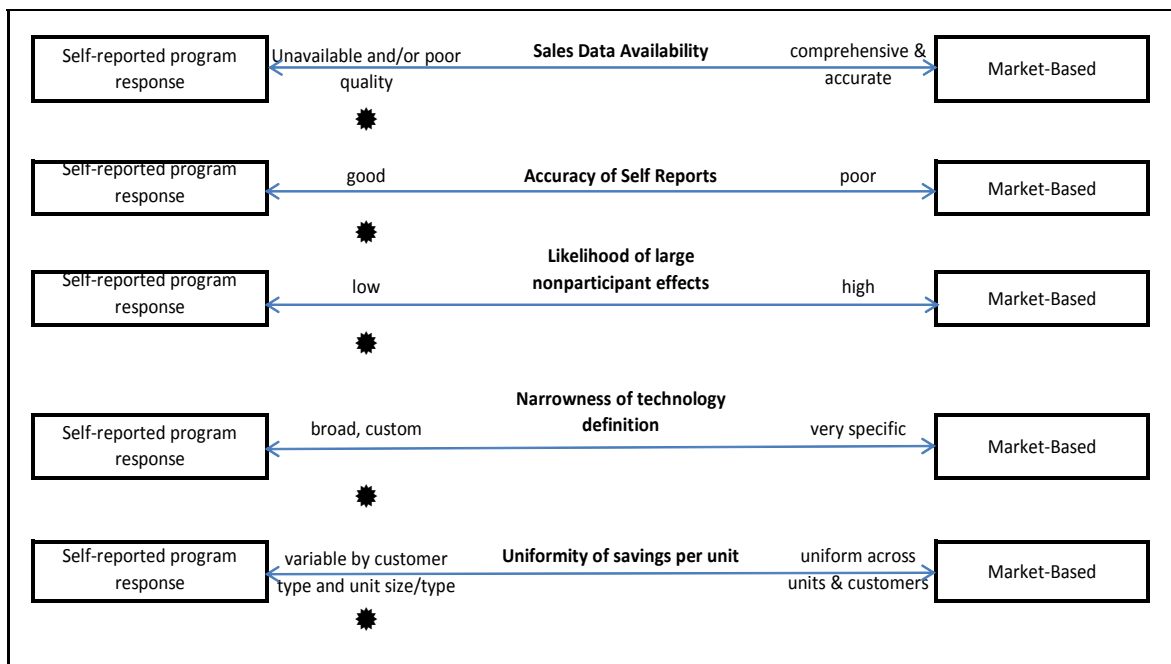 Self-reported program
response
Unavailable and/or poor
quality
Sales Data Availability
comprehensive &
accurate
Market-Based
Self-reported program
response
good
Accuracy of Self Reports
poor
Market-Based
Self-reported program
response
low
Likelihood of large
nonparticipant effects
high
Market-Based
Self-reported program
response
broad, custom
Narrowness of technology
definition
very specific
Market-Based
Self-reported program
response
variable by customer
type and unit size/type
Uniformity of savings per unit
uniform across
units & customers
Market-Based